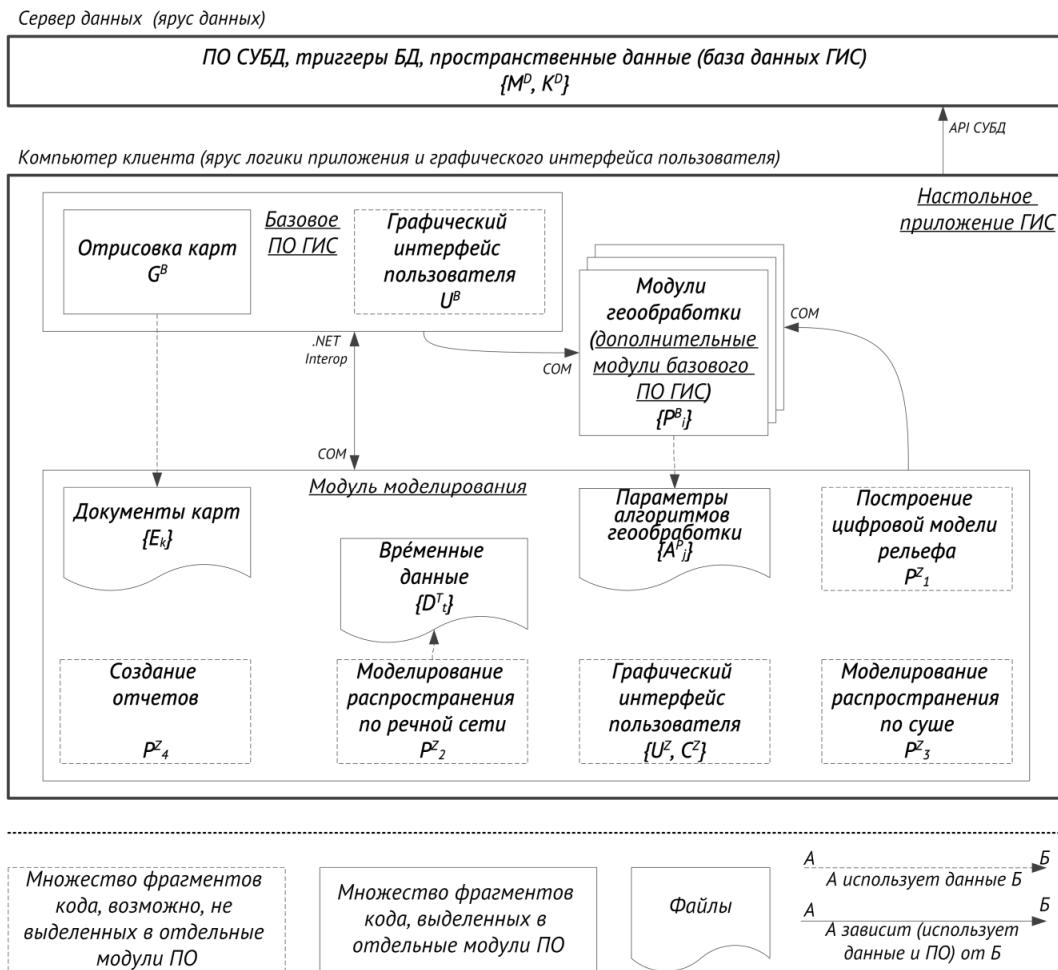 Сервер данных (ярус данных)
ПО СУБД, триггеры БД, пространственные данные (база данных ГИС)
{M^D, K^D}
API СУБД
Компьютер клиента (ярус логики приложения и графического интерфейса пользователя)
Настольное
приложение ГИС
Базовое
ПО ГИС
Отрисовка карт
G^B
Графический
интерфейс
пользователя
U^B
Модули
геообработки
(дополнительные
модули базового
ПО ГИС)
{P^B_i}
COM
.NET
Interop
COM
COM
Модуль моделирования
Документы карт
{E_k}
Вре́менные
данные
{D^T_t}
Параметры
алгоритмов
геообработки
{A^P_j}
Построение
цифровой модели
рельефа
P^Z_1
Создание
отчетов
P^Z_4
Моделирование
распространения
по речной сети
P^Z_2
Графический
интерфейс
пользователя
{U^Z, C^Z}
Моделирование
распространения
по суше
P^Z_3
Множество фрагментов
кода, возможно, не
выделенных в отдельные
модули ПО
Множество фрагментов
кода, выделенных в
отдельные модули ПО
Файлы
А Б
А использует данные Б
А Б
А зависит (использует
данные и ПО) от Б